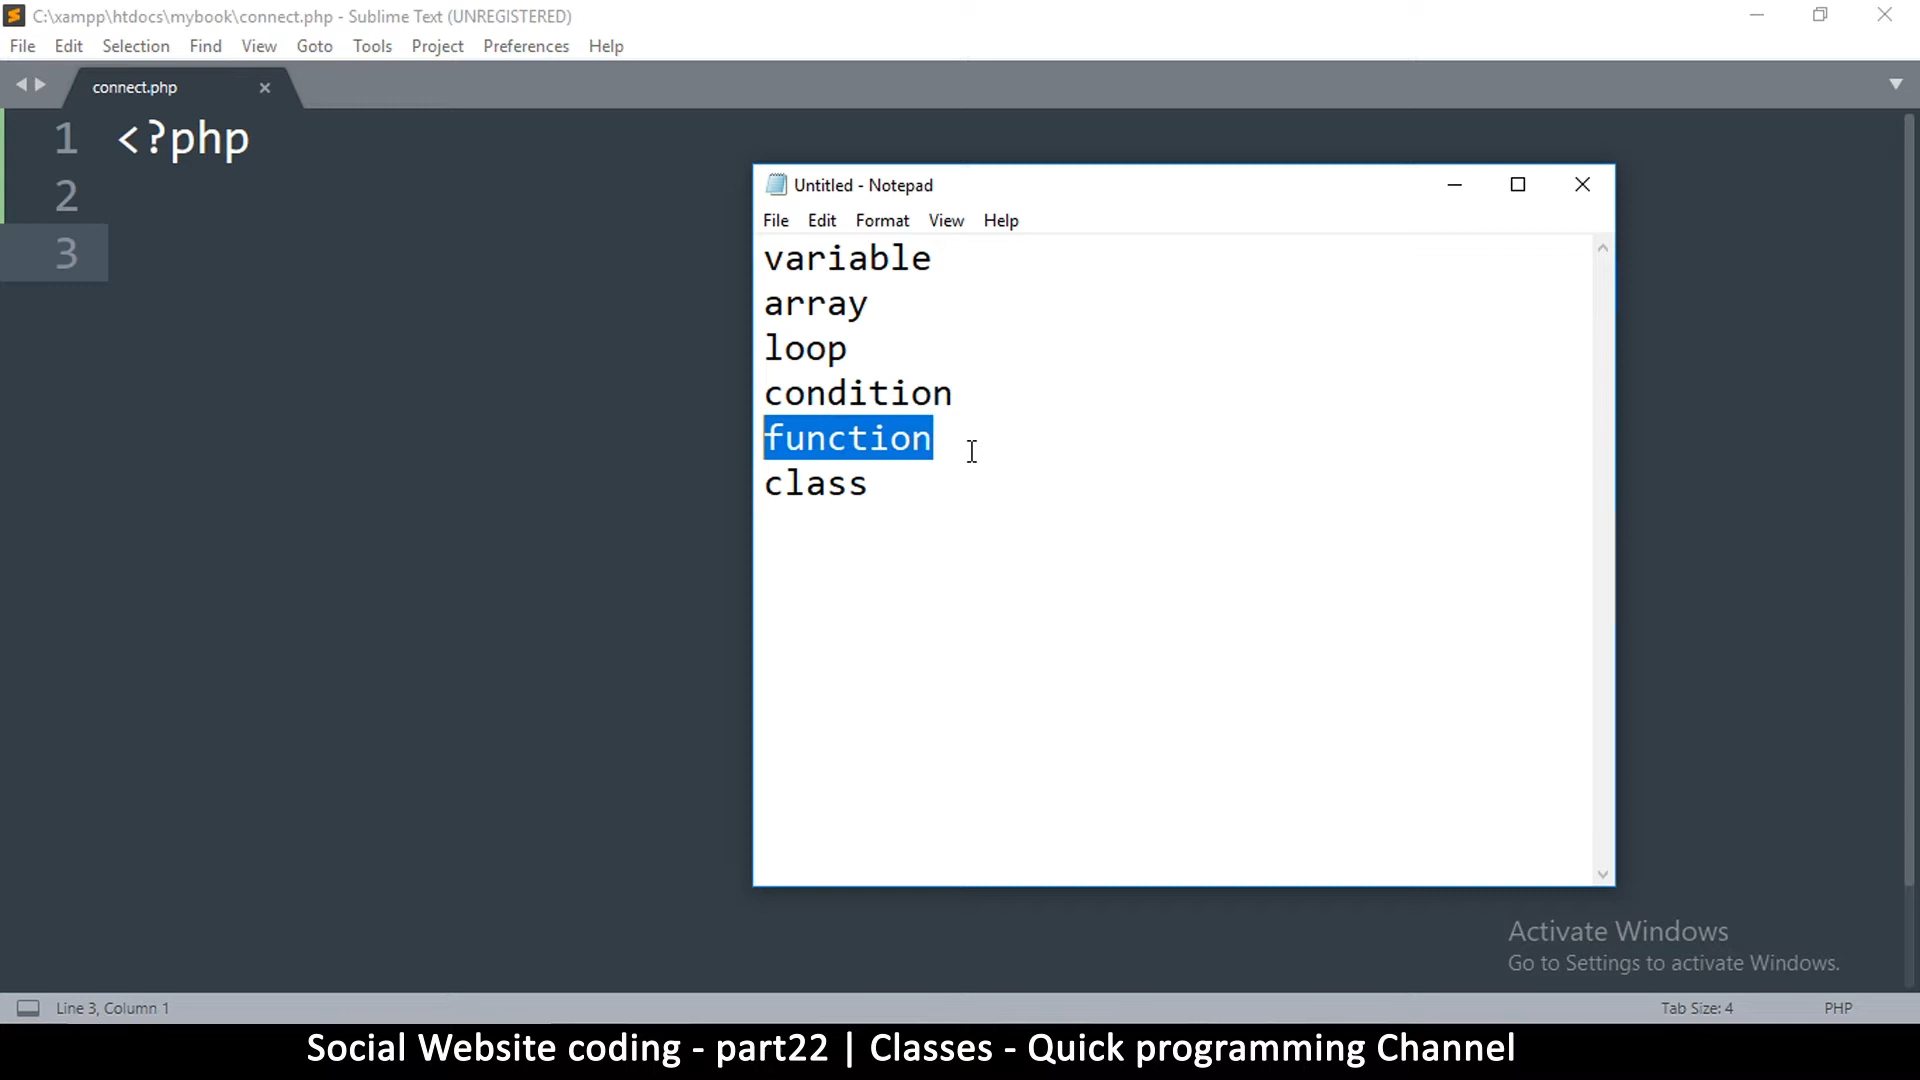 C:\xampp\htdocs\mybook\connect.php - Sublime Text (UNREGISTERED)
File Edit Selection Find View Goto Tools Project Preferences Help
connect.php
1 <?php
2
3
Untitled - Notepad
File Edit Format View Help
variable
array
loop
condition
function
class
Activate Windows
Go to Settings to activate Windows.
Line 3, Column 1 Tab Size: 4 PHP
Social Website coding - part22 | Classes - Quick programming Channel